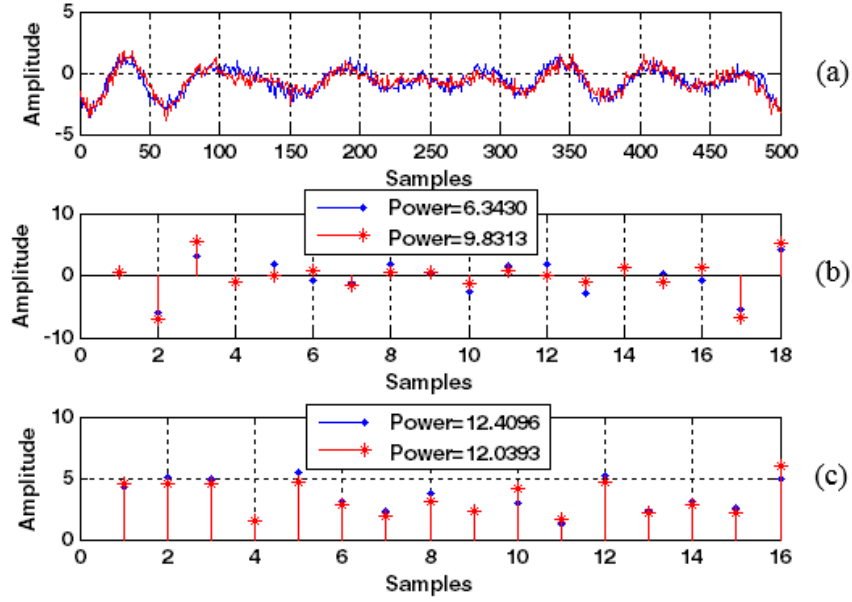 5
0
-5
Amplitude
0 50 100 150 200 250 300 350 400 450 500
Samples
(a)
Power=6.3430
Power=9.8313
10
0
-10
Amplitude
0 2 4 6 8 10 12 14 16 18
Samples
(b)
Power=12.4096
Power=12.0393
10
5
0
Amplitude
0 2 4 6 8 10 12 14 16
(c)